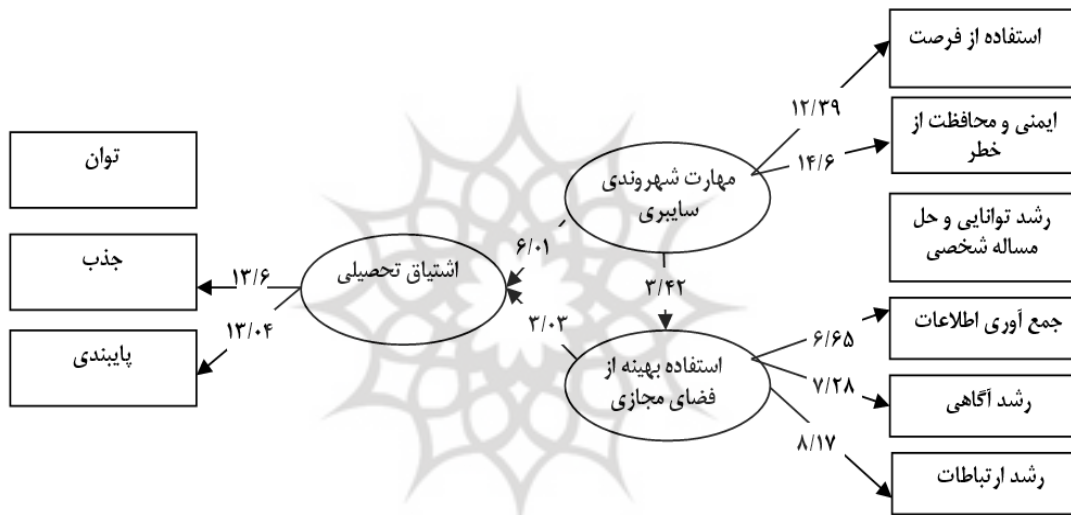 استفاده از فرصت
۱۲/۳۹
ایمنی و محافظت از
خطر
۱۴/۶
مهارت شهروندی
سایبری
رشد توانایی و حل
مساله شخصی
توان
۶/۰۱
اشتیاق تحصیلی
جذب
۱۳/۶
۳/۴۲
جمع آوری اطلاعات
۶/۶۵
۳/۰۳
۱۳/۰۴
پایبندی
استفاده بهینه از
فضای مجازی
۷/۲۸
رشد آگاهی
۸/۱۷
رشد ارتباطات